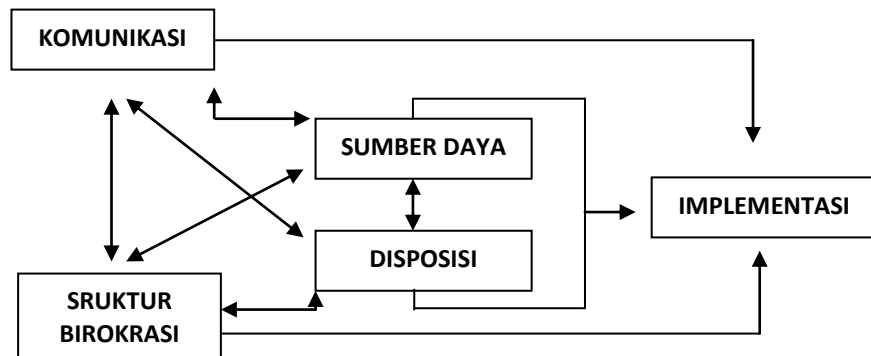 KOMUNIKASI
SUMBER DAYA
IMPLEMENTASI
DISPOSISI
SRUKTUR
BIROKRASI